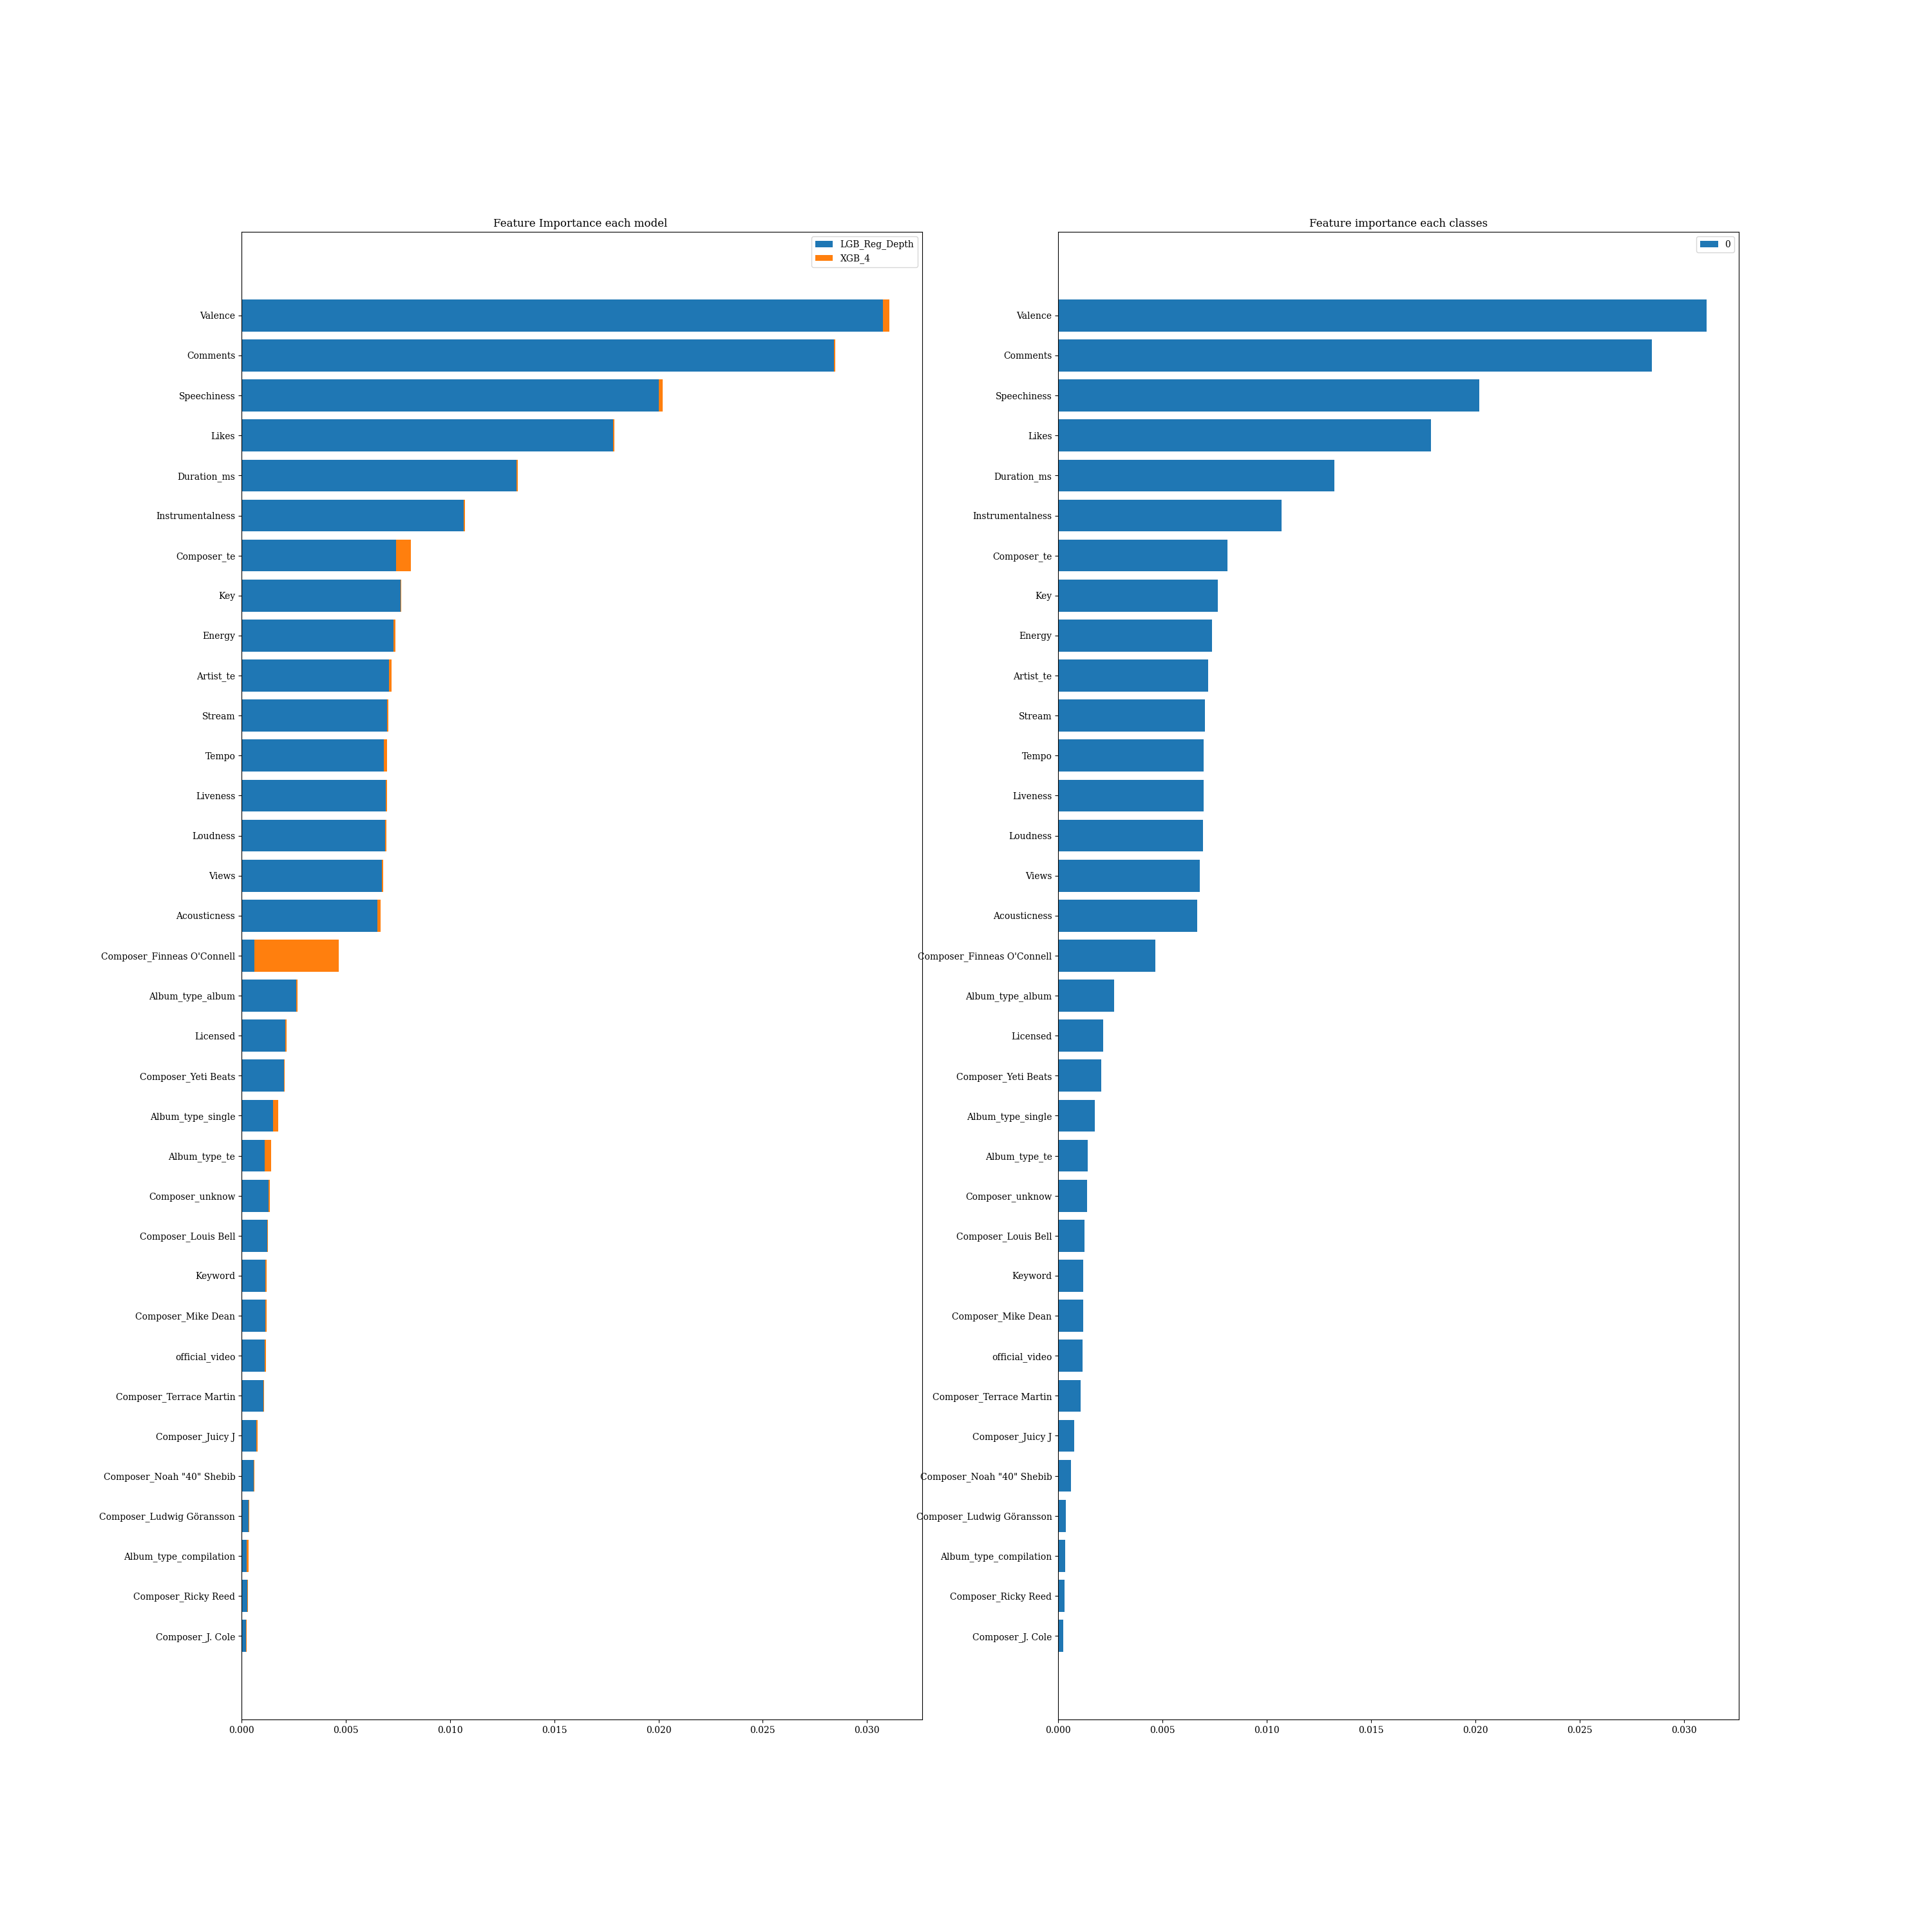 Feature Importance each model
LGB_Reg_Depth
XGB_4
Valence
Comments
Speechiness
Likes
Duration_ms
Instrumentalness
Composer_te
Key
Energy
Artist_te
Stream
Tempo
Liveness
Loudness
Views
Acousticness
Composer_Finneas O'Connell
Album_type_album
Licensed
Composer_Yeti Beats
Album_type_single
Album_type_te
Composer_unknow
Composer_Louis Bell
Keyword
Composer_Mike Dean
official_video
Composer_Terrace Martin
Composer_Juicy J
Composer_Noah "40" Shebib
Composer_Ludwig Göransson
Album_type_compilation
Composer_Ricky Reed
Composer_J. Cole
0.000 0.005 0.010 0.015 0.020 0.025 0.030
Feature importance each classes
0
Valence
Comments
Speechiness
Likes
Duration_ms
Instrumentalness
Composer_te
Key
Energy
Artist_te
Stream
Tempo
Liveness
Loudness
Views
Acousticness
Composer_Finneas O'Connell
Album_type_album
Licensed
Composer_Yeti Beats
Album_type_single
Album_type_te
Composer_unknow
Composer_Louis Bell
Keyword
Composer_Mike Dean
official_video
Composer_Terrace Martin
Composer_Juicy J
Composer_Noah "40" Shebib
Composer_Ludwig Göransson
Album_type_compilation
Composer_Ricky Reed
Composer_J. Cole
0.000 0.005 0.010 0.015 0.020 0.025 0.030